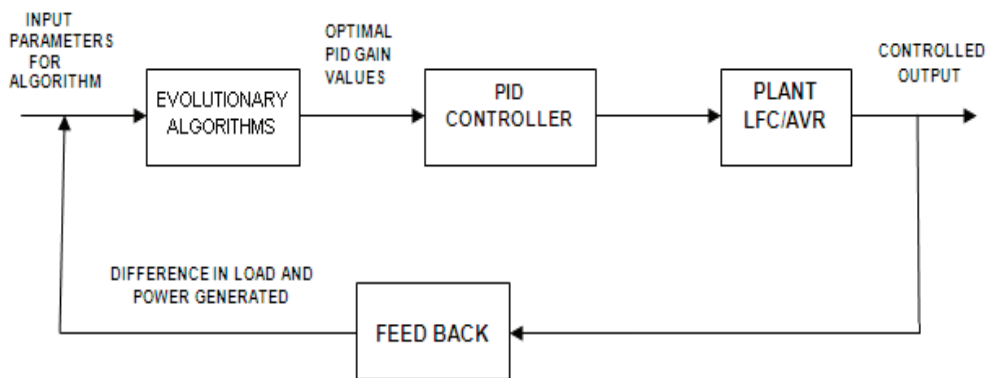 INPUT
PARAMETERS
FOR
ALGORITHM
OPTIMAL
PID GAIN
VALUES
CONTROLLED
OUTPUT
EVOLUTIONARY
ALGORITHMS
PID
CONTROLLER
PLANT
LFC/AVR
DIFFERENCE IN LOAD AND
POWER GENERATED
FEED BACK